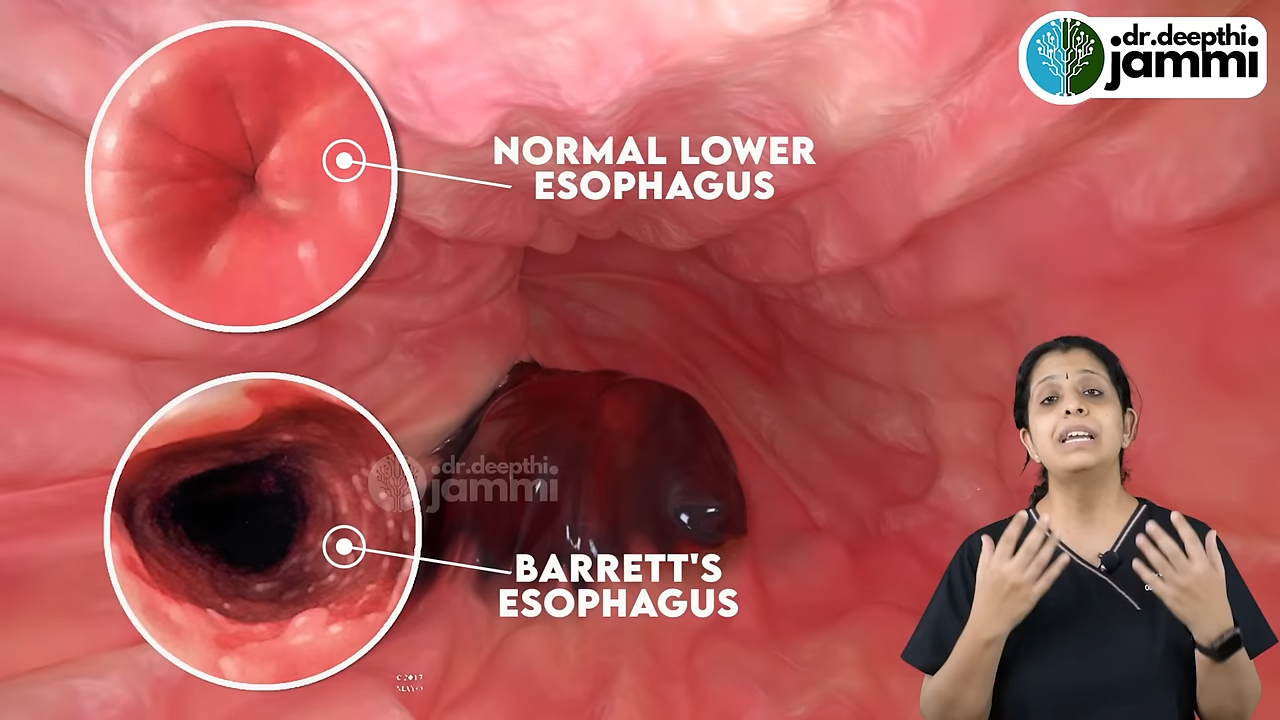 dr.deepthi
jammi
NORMAL LOWER
ESOPHAGUS
dr.deepthi
jammi
BARRETT'S
ESOPHAGUS
©2017
MAYO